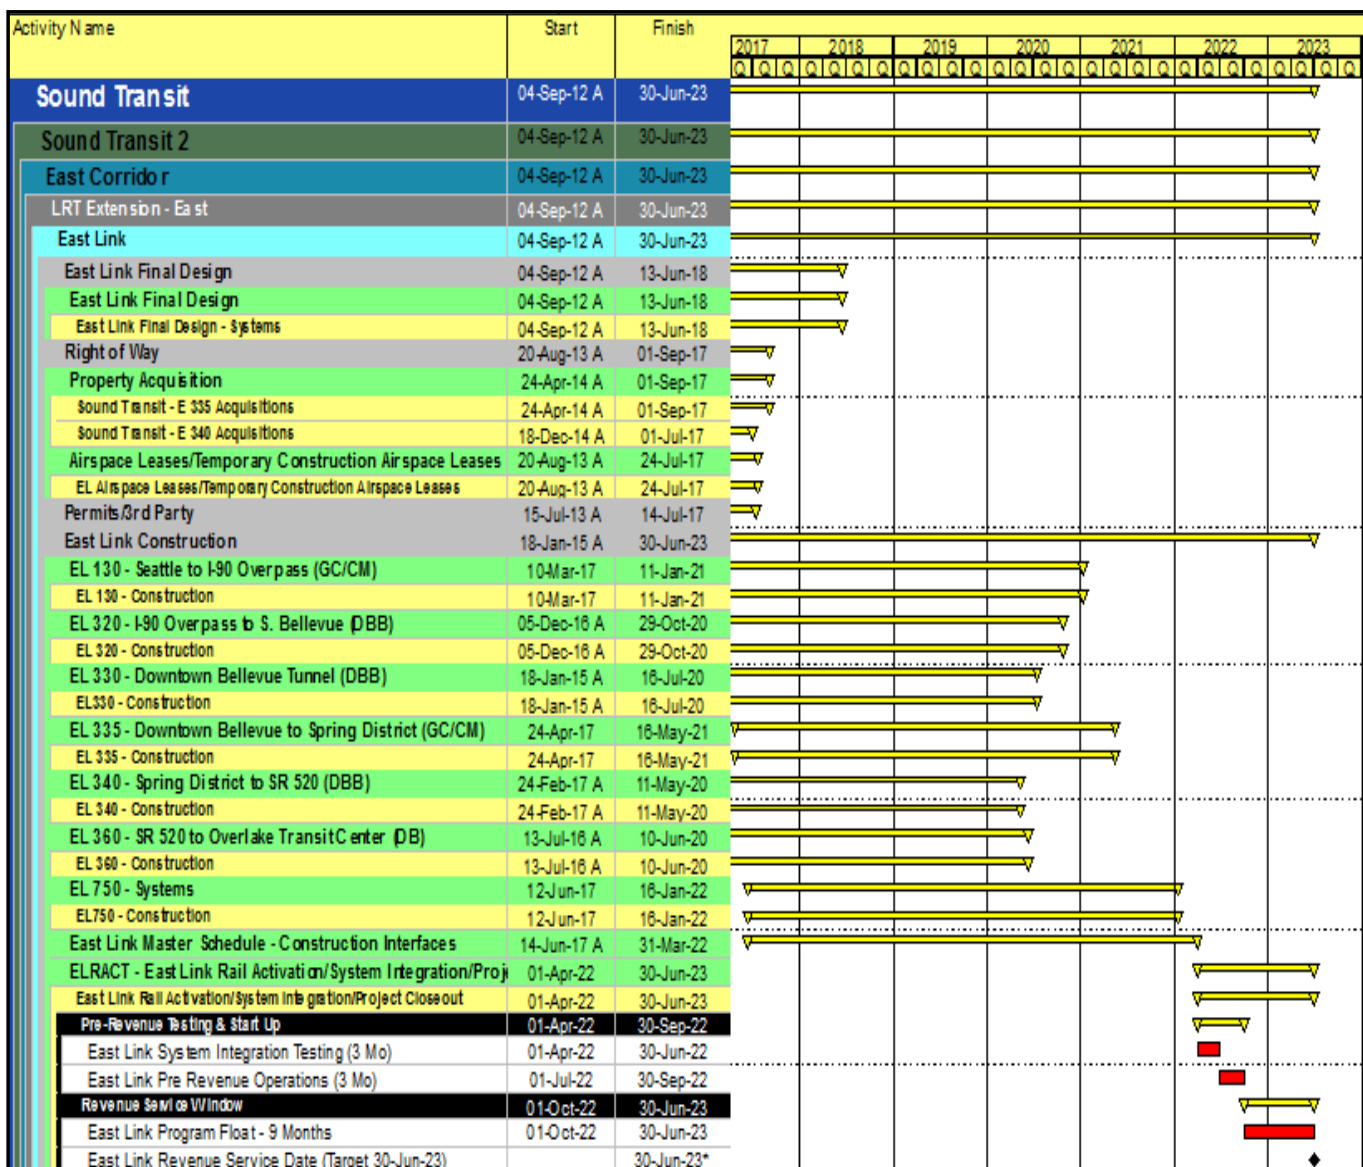 Activity Name Start Finish
2017 2018 2019 2020 2021 2022 2023
Q Q Q Q Q Q Q Q Q Q Q Q Q Q Q Q Q Q Q Q Q Q Q Q Q Q Q
Sound Transit 04-Sep-12 A 30-Jun-23
Sound Transit 2 04-Sep-12 A 30-Jun-23
East Corridor 04-Sep-12 A 30-Jun-23
LRT Extension - East 04-Sep-12 A 30-Jun-23
East Link 04-Sep-12 A 30-Jun-23
East Link Final Design 04-Sep-12 A 13-Jun-18
East Link Final Design 04-Sep-12 A 13-Jun-18
East Link Final Design - Systems 04-Sep-12 A 13-Jun-18
Right of Way 20-Aug-13 A 01-Sep-17
Property Acquisition 24-Apr-14 A 01-Sep-17
Sound Transit - E 335 Acquisitions 24-Apr-14 A 01-Sep-17
Sound Transit - E 340 Acquisitions 18-Dec-14 A 01-Jul-17
Airspace Leases/Temporary Construction Airspace Leases 20-Aug-13 A 24-Jul-17
EL Airspace Leases/Temporary Construction Airspace Leases 20-Aug-13 A 24-Jul-17
Permits/3rd Party 15-Jul-13 A 14-Jul-17
East Link Construction 18-Jan-15 A 30-Jun-23
EL 130 - Seattle to I-90 Overpass (GC/CM) 10-Mar-17 11-Jan-21
EL 130 - Construction 10-Mar-17 11-Jan-21
EL 320 - I-90 Overpass to S. Bellevue (DBB) 05-Dec-16 A 29-Oct-20
EL 320 - Construction 05-Dec-16 A 29-Oct-20
EL 330 - Downtown Bellevue Tunnel (DBB) 18-Jan-15 A 16-Jul-20
EL330 - Construction 18-Jan-15 A 16-Jul-20
EL 335 - Downtown Bellevue to Spring District (GC/CM) 24-Apr-17 16-May-21
EL 335 - Construction 24-Apr-17 16-May-21
EL 340 - Spring District to SR 520 (DBB) 24-Feb-17 A 11-May-20
EL 340 - Construction 24-Feb-17 A 11-May-20
EL 360 - SR 520 to Overlake Transit Center (DB) 13-Jul-16 A 10-Jun-20
EL 360 - Construction 13-Jul-16 A 10-Jun-20
EL 750 - Systems 12-Jun-17 16-Jan-22
EL750 - Construction 12-Jun-17 16-Jan-22
East Link Master Schedule - Construction Interfaces 14-Jun-17 A 31-Mar-22
ELRACT - East Link Rail Activation/System Integration/Proj 01-Apr-22 30-Jun-23
East Link Rail Activation/System Integration/Project Closeout 01-Apr-22 30-Jun-23
Pre-Revenue Testing & Start Up 01-Apr-22 30-Sep-22
East Link System Integration Testing (3 Mo) 01-Apr-22 30-Jun-22
East Link Pre Revenue Operations (3 Mo) 01-Jul-22 30-Sep-22
Revenue Service Window 01-Oct-22 30-Jun-23
East Link Program Float - 9 Months 01-Oct-22 30-Jun-23
East Link Revenue Service Date (Target 30-Jun-23) 30-Jun-23*